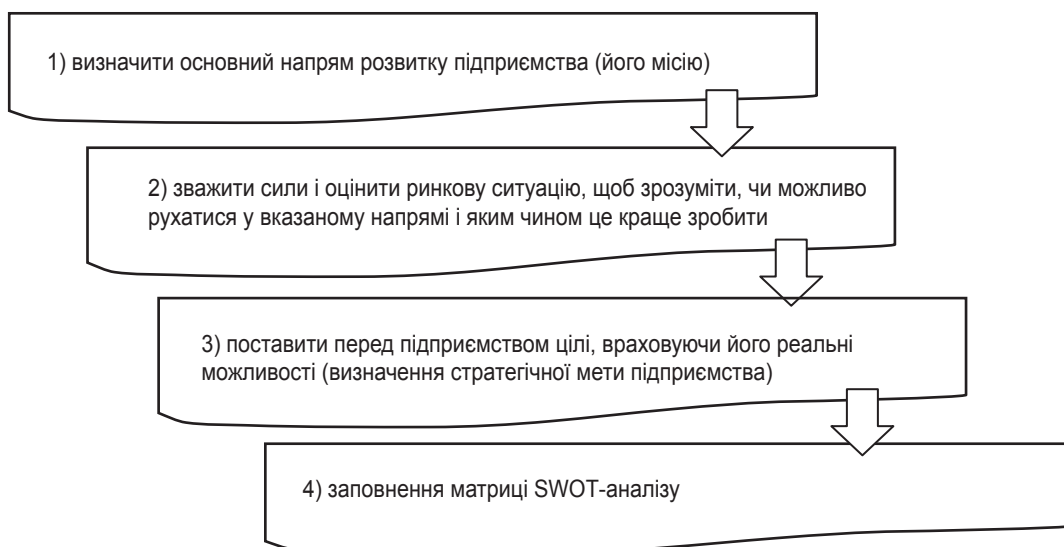 1) визначити основний напрям розвитку підприємства (його місію)
2) зважити сили і оцінити ринкову ситуацію, щоб зрозуміти, чи можливо
рухатися у вказаному напрямі і яким чином це краще зробити
3) поставити перед підприємством цілі, враховуючи його реальні
можливості (визначення стратегічної мети підприємства)
4) заповнення матриці SWOT-аналізу